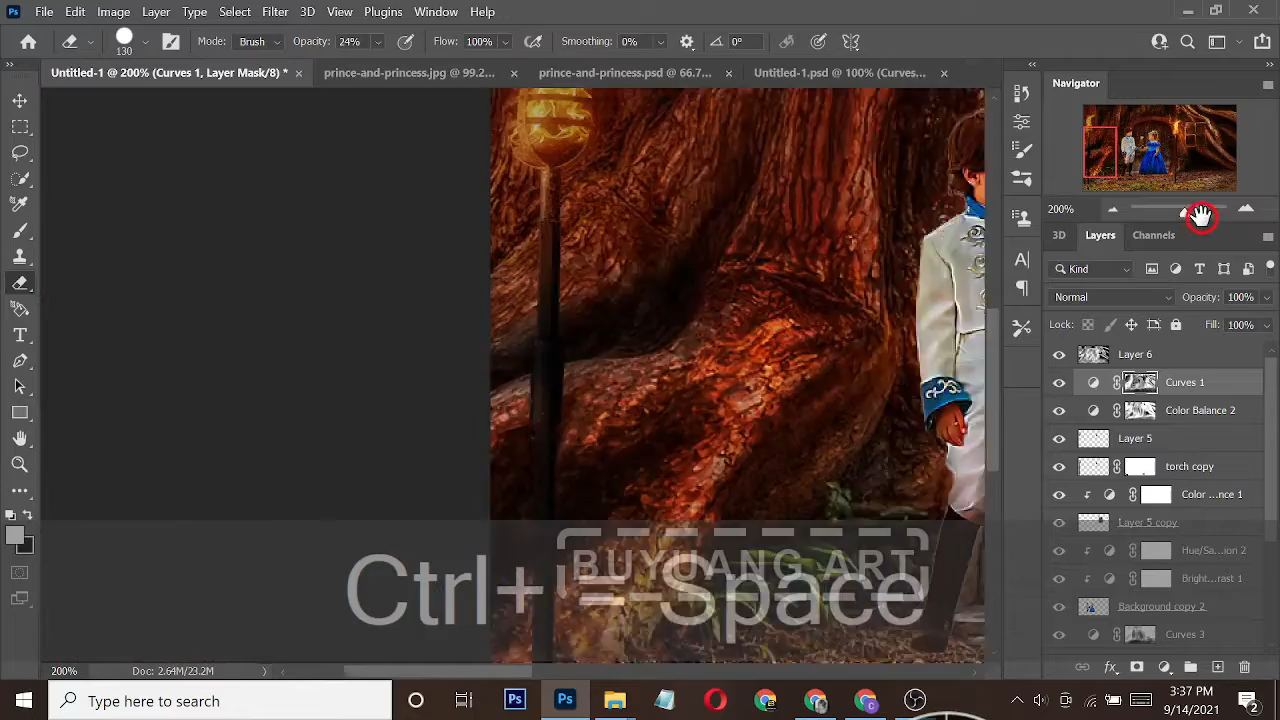 File Edit Image Layer Type Select Filter 3D View Plugins Window Help
130 Mode: Brush Opacity: 24% Flow: 100% Smoothing: 0% 0°
Untitled-1 @ 200% (Curves 1, Layer Mask/8) * × prince-and-princess.jpg @ 99.2... × prince-and-princess.psd @ 66.7... × Untitled-1.psd @ 100% (Curves... ×
Navigator
200%
3D Layers Channels
Kind
Normal Opacity: 100%
Lock: Fill: 100%
Layer 6
Curves 1
Color Balance 2
Layer 5
torch copy
Color ...nce 1
Layer 5 copy
Hue/Sa...ion 2
Bright...rast 1
Background copy 2
Curves 3
BUYUANG ART
Ctrl+ = Space
200% Doc: 2.64M/23.2M
Type here to search
3:37 PM
9/14/2021
2